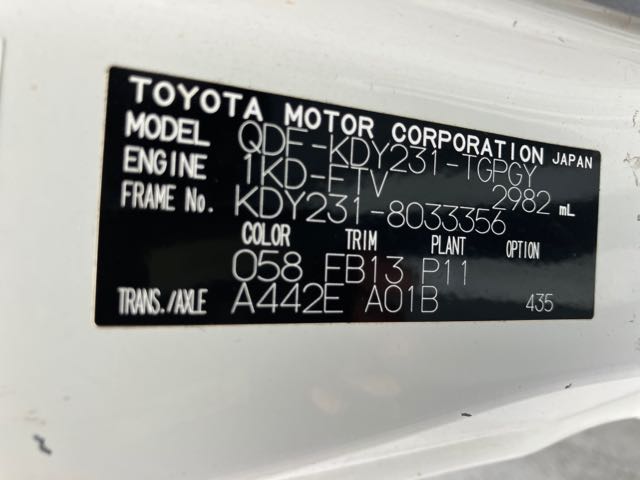 TOYOTA MOTOR CORPORATION JAPAN
MODEL QDF-KDY231-TGPGY
ENGINE 1KD-FTV 2982 mL
FRAME No. KDY231-8033356
COLOR TRIM PLANT OPTION
058 FB13 P11
TRANS./AXLE A442E A01B 435